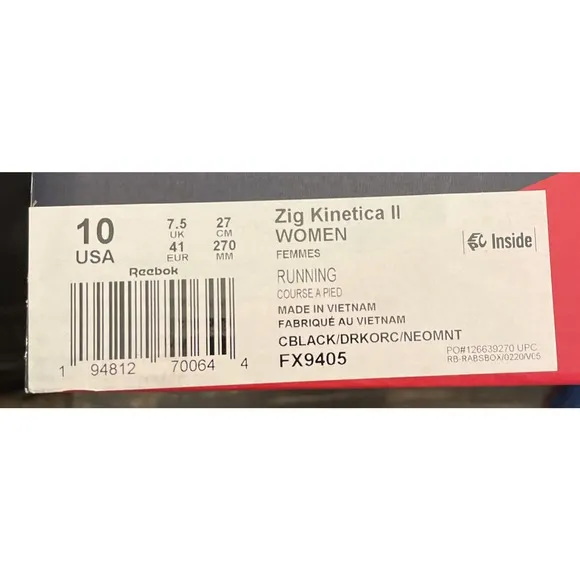 10
USA
7.5
UK
41
EUR
27
CM
270
MM
Reebok
1 94812 70064 4
Zig Kinetica II
WOMEN
FEMMES
RUNNING
COURSE A PIED
MADE IN VIETNAM
FABRIQUÉ AU VIETNAM
CBLACK/DRKORC/NEOMNT
FX9405
Inside
PO#126639270 UPC
RB-RABSBOX/0220/V05